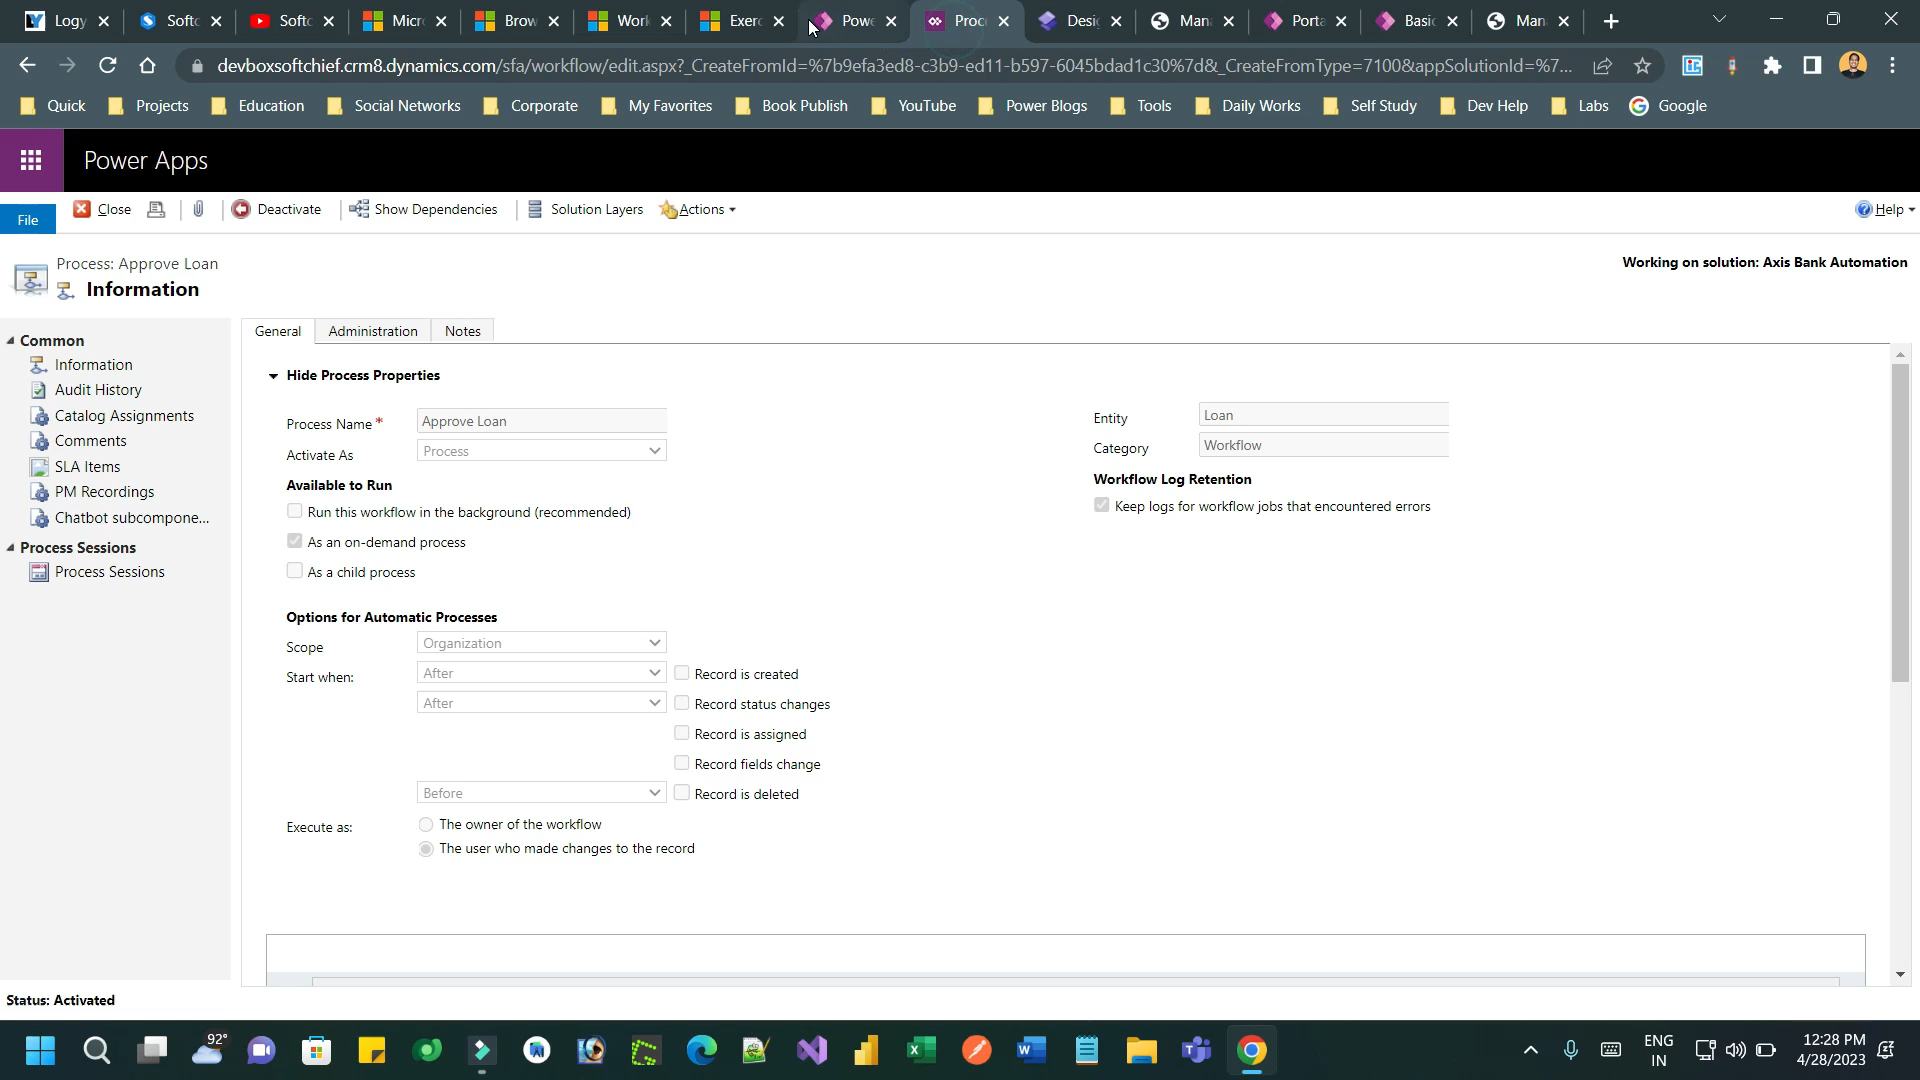 Logy
Softc
Softc
Micr
Brow
Work
Exerc
Powe
Proc
Desi
Man
Porta
Basic
Man
devboxsoftchief.crm8.dynamics.com/sfa/workflow/edit.aspx?_CreateFromId=%7b9efa3ed8-c3b9-ed11-b597-6045bdad1c30%7d&_CreateFromType=7100&appSolutionId=%7...
Quick
Projects
Education
Social Networks
Corporate
My Favorites
Book Publish
YouTube
Power Blogs
Tools
Daily Works
Self Study
Dev Help
Labs
Google
Power Apps
File
Close
Deactivate
Show Dependencies
Solution Layers
Actions
Help
Process: Approve Loan
Information
Working on solution: Axis Bank Automation
Common
Information
Audit History
Catalog Assignments
Comments
SLA Items
PM Recordings
Chatbot subcompone...
Process Sessions
Process Sessions
General
Administration
Notes
Hide Process Properties
Process Name *
Approve Loan
Activate As
Process
Available to Run
Run this workflow in the background (recommended)
As an on-demand process
As a child process
Entity
Loan
Category
Workflow
Workflow Log Retention
Keep logs for workflow jobs that encountered errors
Options for Automatic Processes
Scope
Organization
Start when:
After
Record is created
After
Record status changes
Record is assigned
Record fields change
Before
Record is deleted
Execute as:
The owner of the workflow
The user who made changes to the record
Status: Activated
92°
ENG
IN
12:28 PM
4/28/2023